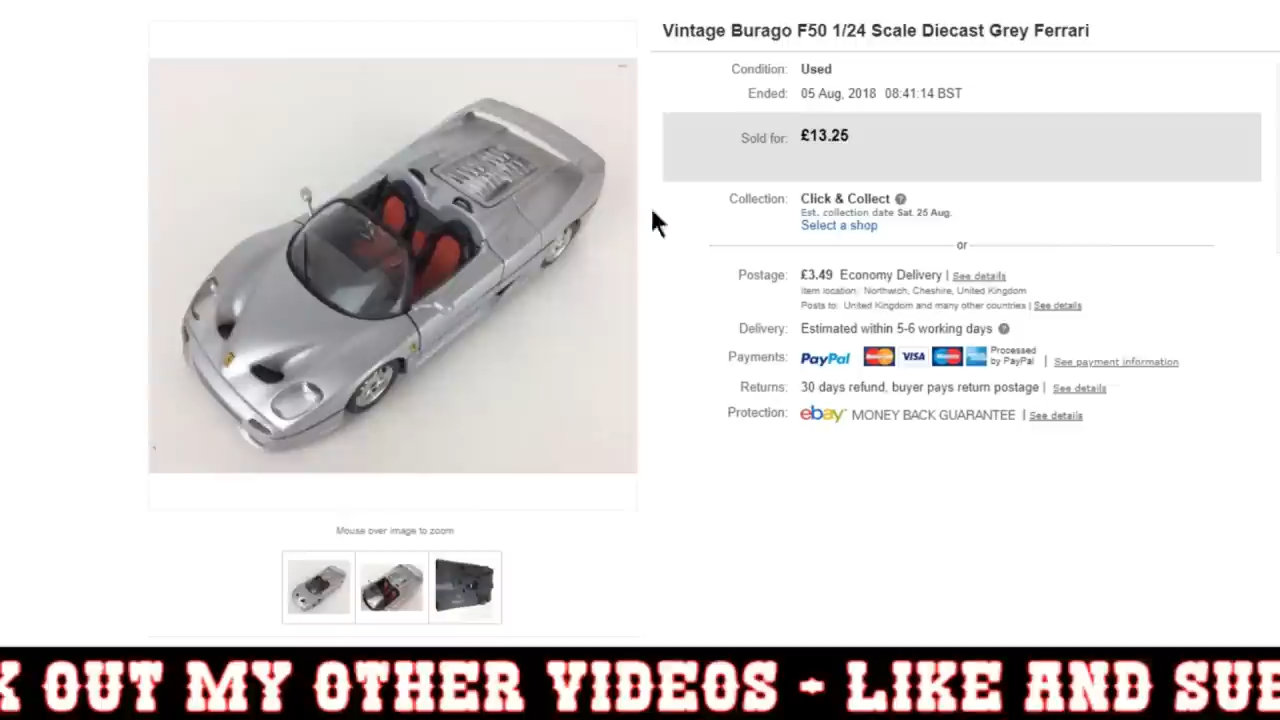 Vintage Burago F50 1/24 Scale Diecast Grey Ferrari
Condition: Used
Ended: 05 Aug, 2018 08:41:14 BST
Sold for: £13.25
Collection: Click & Collect
Est. collection date Sat. 25 Aug.
Select a shop
or
Postage: £3.49 Economy Delivery | See details
Item location: Northwich, Cheshire, United Kingdom
Posts to: United Kingdom and many other countries | See details
Delivery: Estimated within 5-6 working days
Payments: PayPal VISA Processed by PayPal | See payment information
Returns: 30 days refund, buyer pays return postage | See details
Protection: ebay MONEY BACK GUARANTEE | See details
Mouse over image to zoom
K OUT MY OTHER VIDEOS - LIKE AND SUB